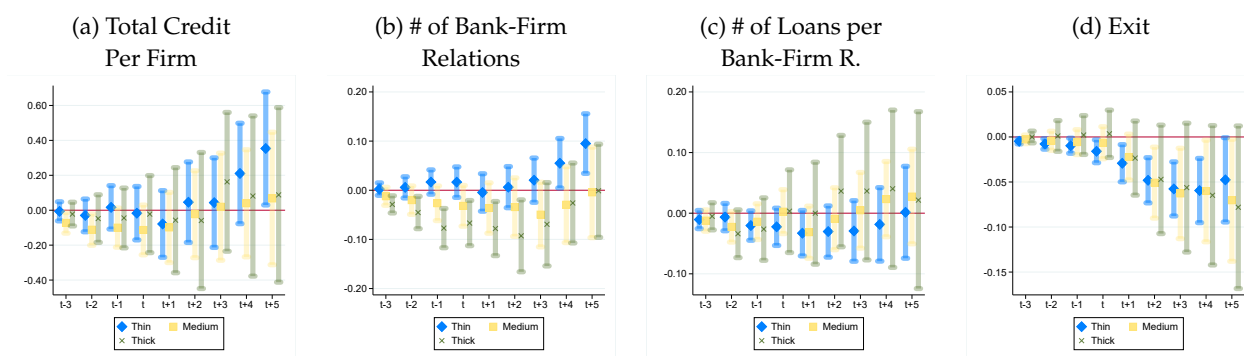 (a) Total Credit
Per Firm
0.60
0.40
0.20
0.00
-0.20
-0.40
t-3 t-2 t-1 t t+1 t+2 t+3 t+4 t+5
Thin Medium
Thick
(b) # of Bank-Firm
Relations
0.20
0.10
0.00
-0.10
-0.20
t-3 t-2 t-1 t t+1 t+2 t+3 t+4 t+5
Thin Medium
Thick
(c) # of Loans per
Bank-Firm R.
0.20
0.10
0.00
-0.10
t-3 t-2 t-1 t t+1 t+2 t+3 t+4 t+5
Thin Medium
Thick
(d) Exit
0.05
0.00
-0.05
-0.10
-0.15
t-3 t-2 t-1 t t+1 t+2 t+3 t+4 t+5
Thin Medium
Thick